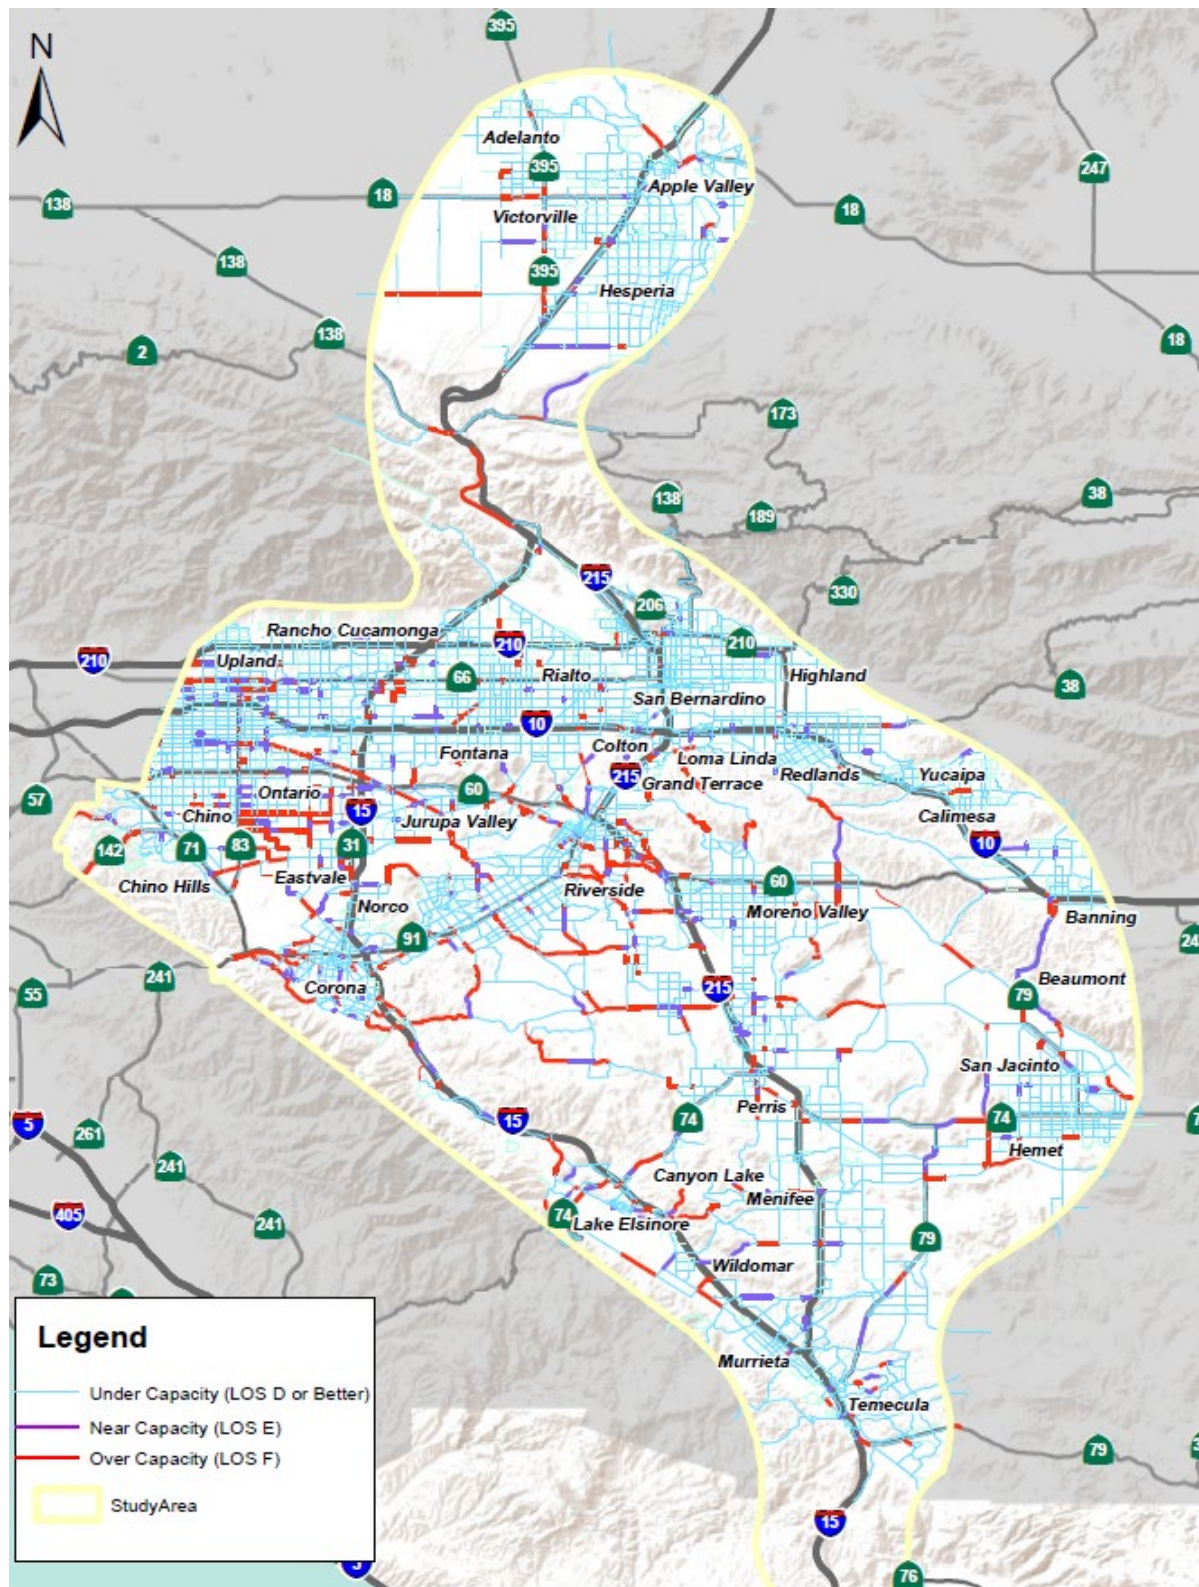 N
395
Adelanto
395
Apple Valley
247
138
18
18
Victorville
138
395
Hesperia
138
2
18
173
138
38
189
215
330
206
Rancho Cucamonga
210
210
210
Upland
66
Rialto
Highland
38
San Bernardino
10
Fontana
Colton
Loma Linda
215
Grand Terrace
Redlands
Yucaipa
57
Ontario
60
15
Chino
Jurupa Valley
Calimesa
142
71
83
31
10
Chino Hills
Eastvale
Riverside
60
Norco
Moreno Valley
Banning
91
241
Corona
Beaumont
55
215
79
San Jacinto
Perris
5
15
74
74
261
Hemet
241
Canyon Lake
Menifee
405
241
74
Lake Elsinore
79
73
Wildomar
Legend
Murrieta
Under Capacity (LOS D or Better)
Temecula
Near Capacity (LOS E)
79
Over Capacity (LOS F)
StudyArea
15
76